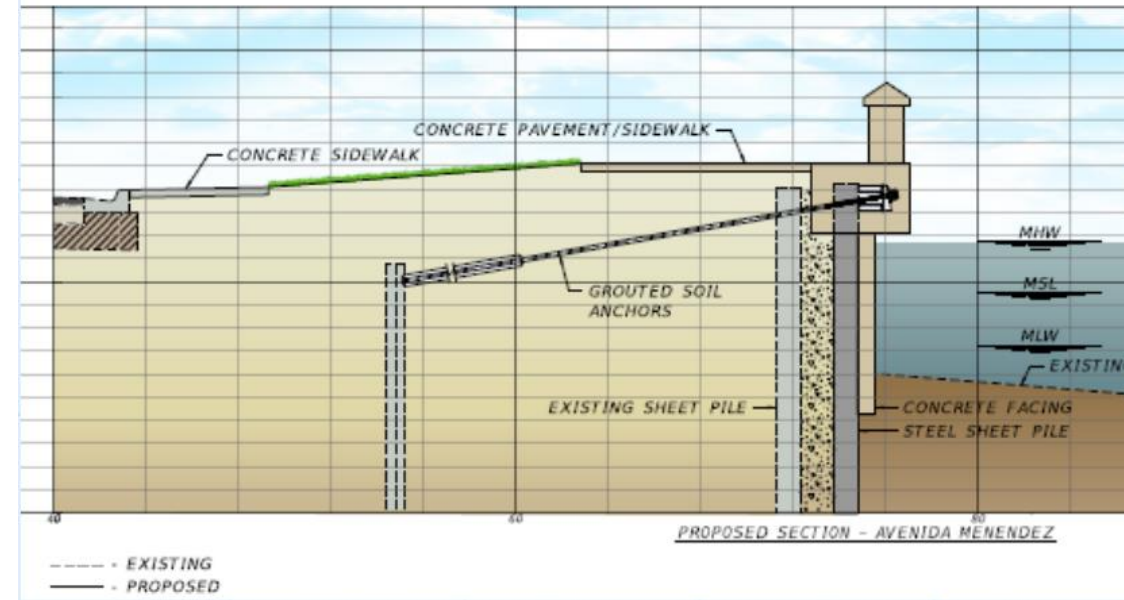 CONCRETE PAVEMENT/SIDEWALK
CONCRETE SIDEWALK
MHW
MSL
GROUTED SOIL
ANCHORS
MLW
EXISTIN
EXISTING SHEET PILE
CONCRETE FACING
STEEL SHEET PILE
40
60
80
PROPOSED SECTION - AVENIDA MENENDEZ
- EXISTING
- PROPOSED